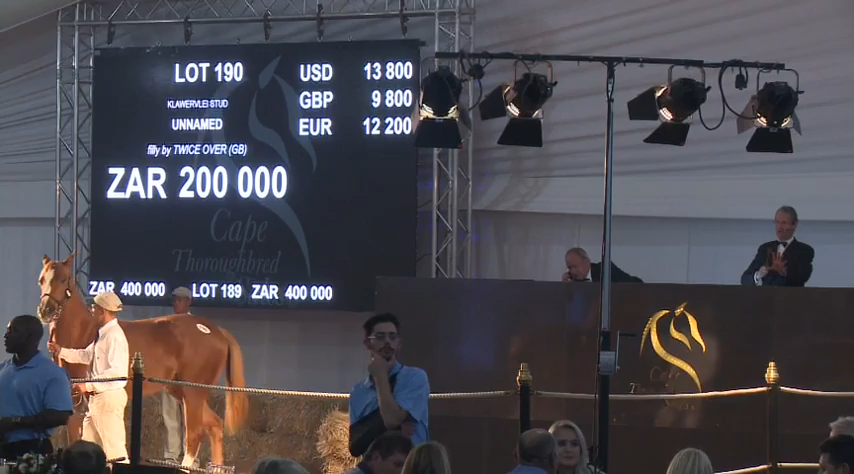 LOT 190
KLAWERVLEI STUD
UNNAMED
filly by TWICE OVER (GB)
USD 13 800
GBP 9 800
EUR 12 200
ZAR 200 000
Cape
Thoroughbred
ZAR 400 000 LOT 189 ZAR 400 000